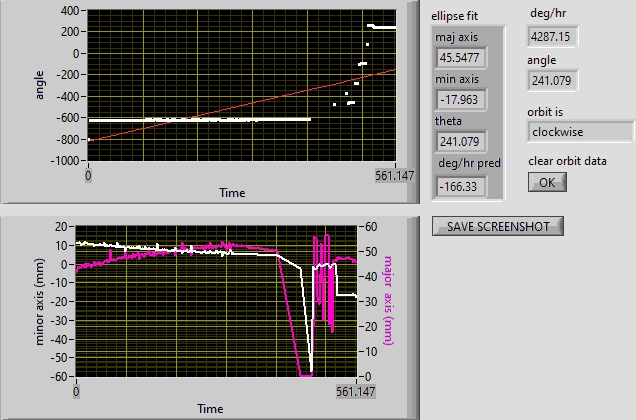 400
200
0
-200
-400
-600
-800
-1000
angle
0
561.147
Time
ellipse fit
maj axis
45.5477
min axis
-17.963
theta
241.079
deg/hr pred
-166.33
deg/hr
4287.15
angle
241.079
orbit is
clockwise
clear orbit data
OK
SAVE SCREENSHOT
20
10
0
-10
-20
-30
-40
-50
-60
minor axis (mm)
60
50
40
30
20
10
0
major axis (mm)
0
561.147
Time